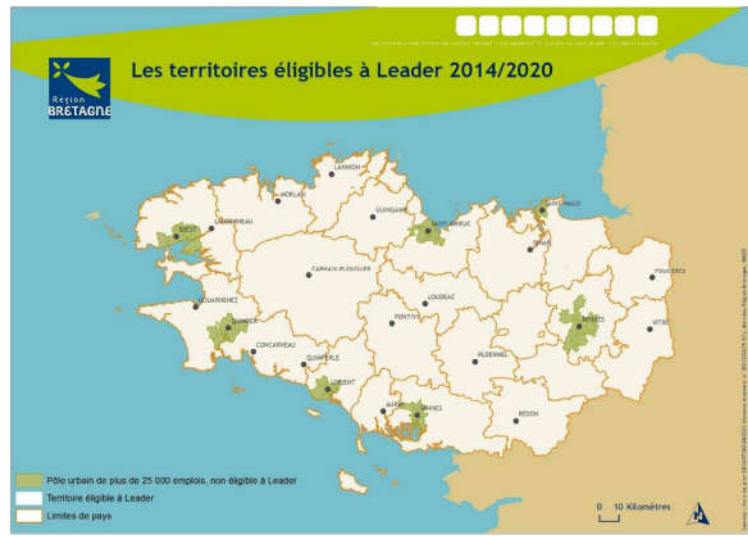 Les territoires éligibles à Leader 2014/2020
Région
BRETAGNE
LANNION
MORLAIX
GUINGAMP
SAINT-MALO
LANDERNEAU
BREST
SAINT-BRIEUC
DINAN
CARHAIX-PLOUGUER
FOUGERES
DOUARNENEZ
LOUDEAC
QUIMPER
PONTIVY
RENNES
VITRE
CONCARNEAU
QUIMPERLE
PLOERMEL
LORIENT
AURAY
VANNES
REDON
Pôle urbain de plus de 25 000 emplois, non éligible à Leader
Territoire éligible à Leader
Limites de pays
0 10 Kilomètres